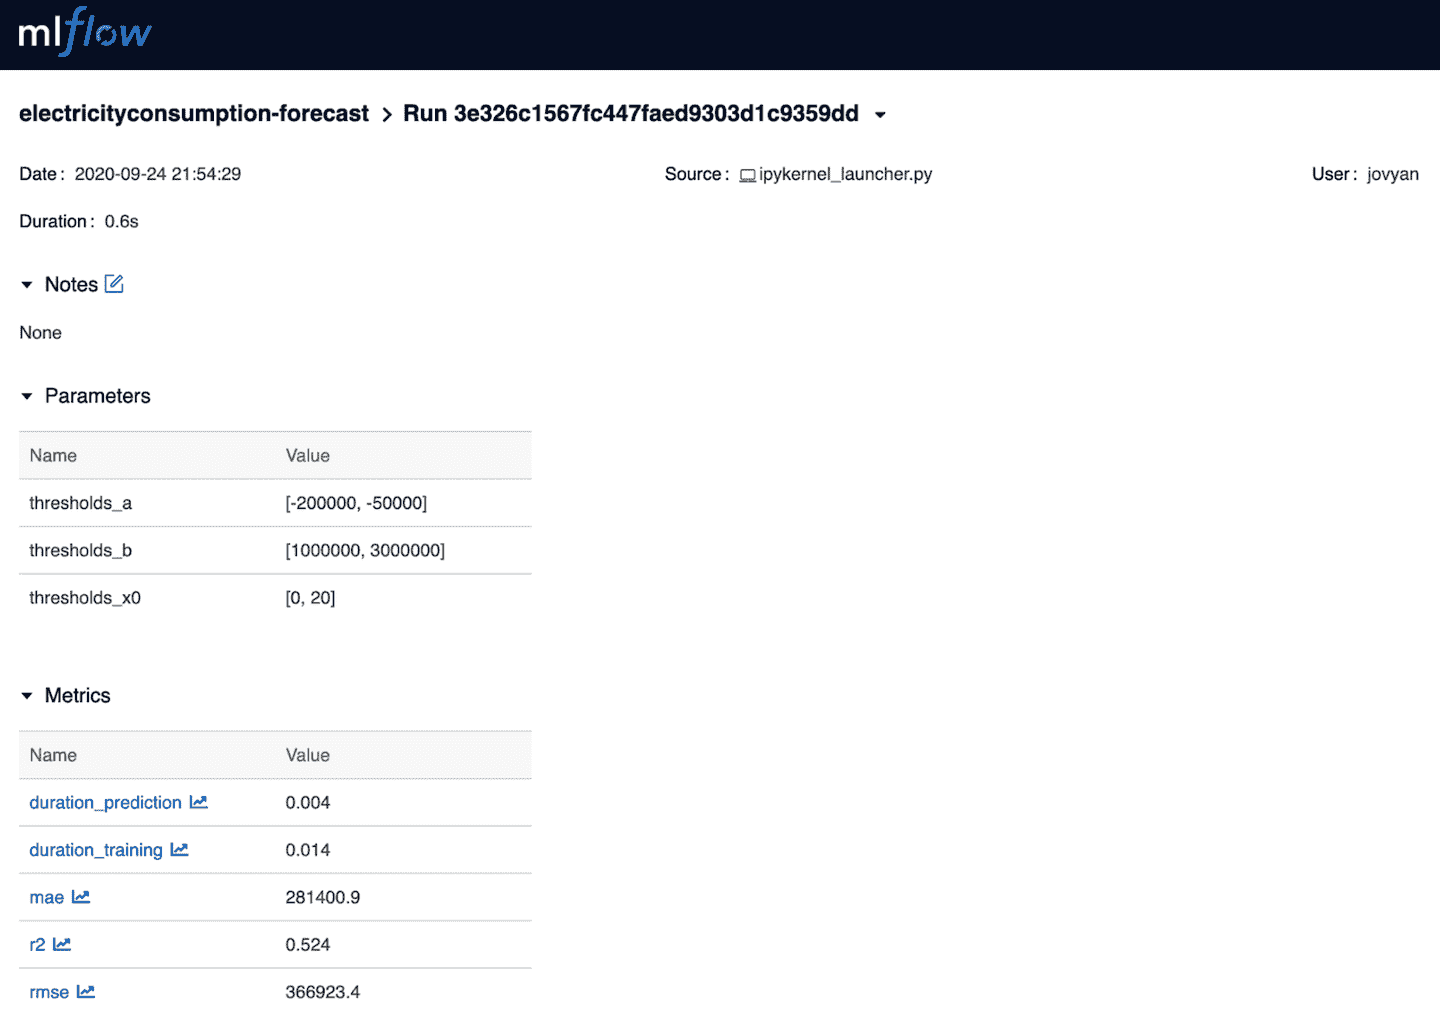 mlflow
electricityconsumption-forecast > Run 3e326c1567fc447faed9303d1c9359dd
Date: 2020-09-24 21:54:29 Source: ipykernel_launcher.py User: jovyan
Duration: 0.6s
Notes
None
Parameters
Name Value
thresholds_a [-200000, -50000]
thresholds_b [1000000, 3000000]
thresholds_x0 [0, 20]
Metrics
Name Value
duration_prediction 0.004
duration_training 0.014
mae 281400.9
r2 0.524
rmse 366923.4